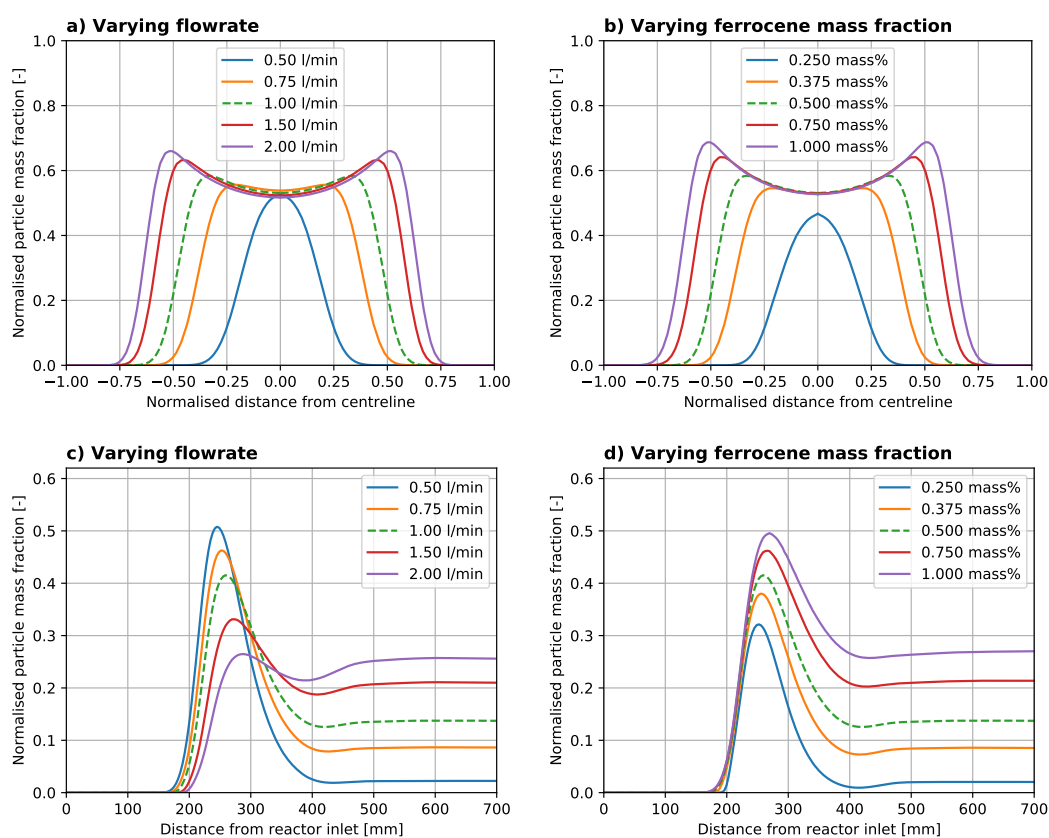 a) Varying flowrate
Normalised particle mass fraction [-]
1.0
0.8
0.6
0.4
0.2
0.0
0.50 l/min
0.75 l/min
1.00 l/min
1.50 l/min
2.00 l/min
−1.00 −0.75 −0.50 −0.25 0.00 0.25 0.50 0.75 1.00
Normalised distance from centreline
b) Varying ferrocene mass fraction
Normalised particle mass fraction [-]
1.0
0.8
0.6
0.4
0.2
0.0
0.250 mass%
0.375 mass%
0.500 mass%
0.750 mass%
1.000 mass%
−1.00 −0.75 −0.50 −0.25 0.00 0.25 0.50 0.75 1.00
Normalised distance from centreline
c) Varying flowrate
Normalised particle mass fraction [-]
0.6
0.5
0.4
0.3
0.2
0.1
0.0
0.50 l/min
0.75 l/min
1.00 l/min
1.50 l/min
2.00 l/min
0 100 200 300 400 500 600 700
Distance from reactor inlet [mm]
d) Varying ferrocene mass fraction
Normalised particle mass fraction [-]
0.6
0.5
0.4
0.3
0.2
0.1
0.0
0.250 mass%
0.375 mass%
0.500 mass%
0.750 mass%
1.000 mass%
0 100 200 300 400 500 600 700
Distance from reactor inlet [mm]